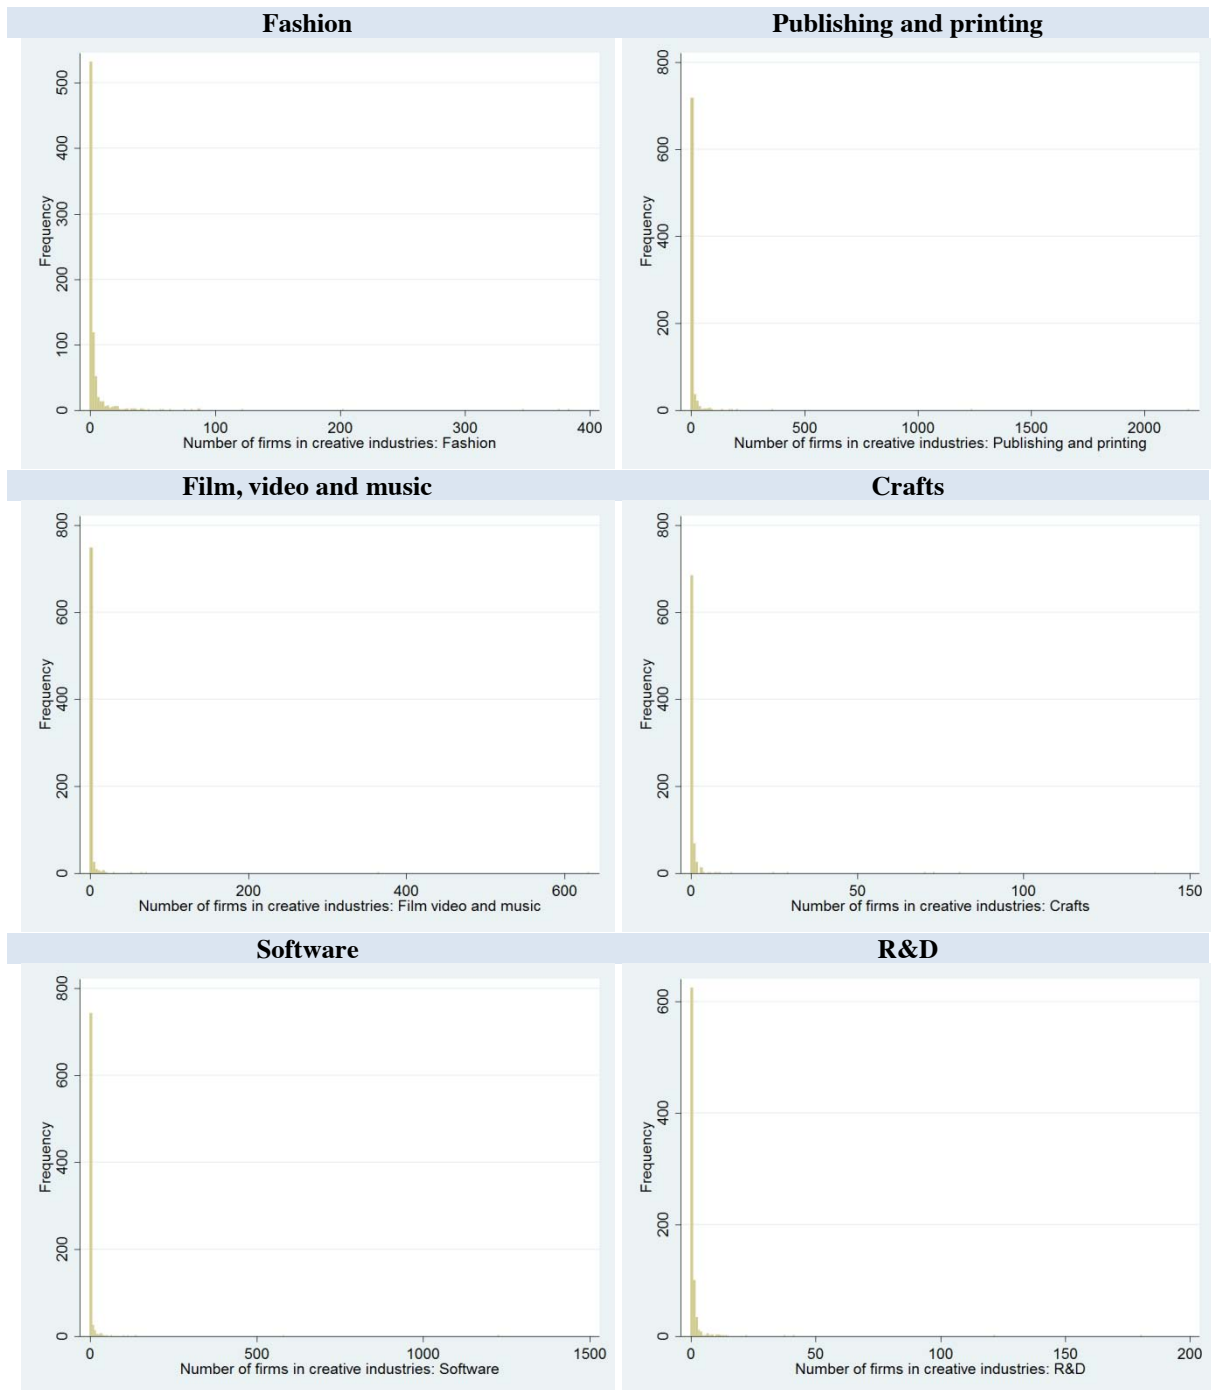 Fashion
Publishing and printing
Frequency
0 100 200 300 400 500
0 100 200 300 400
Number of firms in creative industries: Fashion
Frequency
0 200 400 600 800
0 500 1000 1500 2000
Number of firms in creative industries: Publishing and printing
Film, video and music
Crafts
Frequency
0 200 400 600 800
0 200 400 600
Number of firms in creative industries: Film video and music
Frequency
0 200 400 600 800
0 50 100 150
Number of firms in creative industries: Crafts
Software
R&D
Frequency
0 200 400 600 800
0 500 1000 1500
Number of firms in creative industries: Software
Frequency
0 200 400 600
0 50 100 150 200
Number of firms in creative industries: R&D